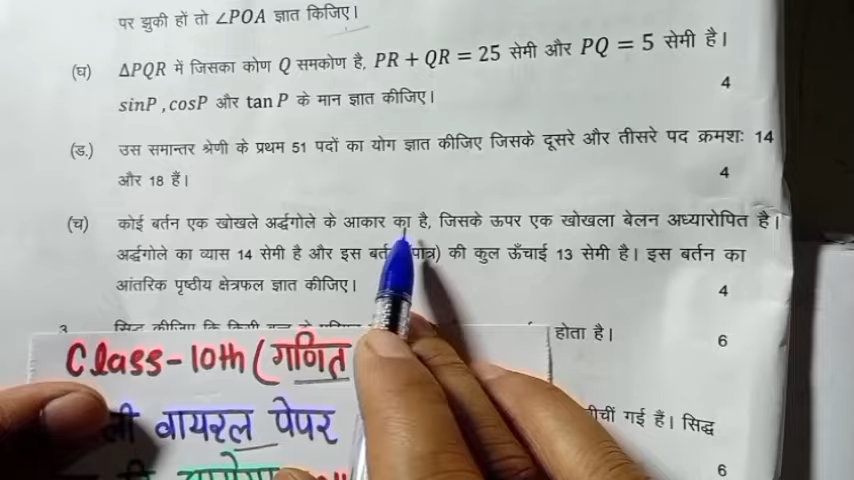 पर झुकी हों तो ∠POA ज्ञात किजिए।
(घ) ΔPQR में जिसका कोण Q समकोण है, PR + QR = 25 सेमी और PQ = 5 सेमी है।
sinP , cosP और tan P के मान ज्ञात कीजिए। 4
(ड.) उस समान्तर श्रेणी के प्रथम 51 पदों का योग ज्ञात कीजिए जिसके दूसरे और तीसरे पद क्रमशः 14
और 18 हैं। 4
(च) कोई बर्तन एक खोखले अर्द्धगोले के आकार का है, जिसके ऊपर एक खोखला बेलन अध्यारोपित है।
अर्द्धगोले का व्यास 14 सेमी है और इस (पात्र) की कुल ऊँचाई 13 सेमी है। इस बर्तन का
आंतरिक पृष्ठीय क्षेत्रफल ज्ञात कीजिए। 4
सिद्ध कीजिए कि किसी होता है। 6
Class-10th (गणित
वायरल पेपर
गई हैं। सिद्ध
6